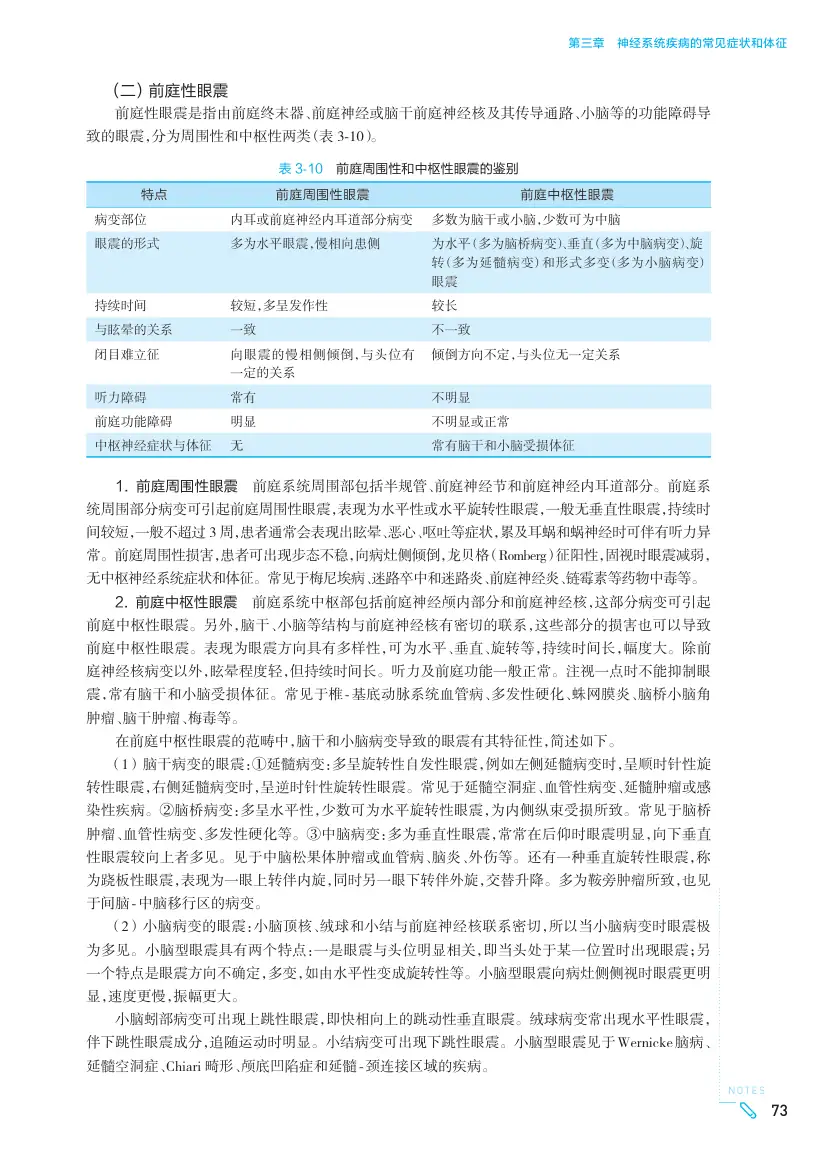 第三章 神经系统疾病的常见症状和体征
（二）前庭性眼震
前庭性眼震是指由前庭终末器、前庭神经或脑干前庭神经核及其传导通路、小脑等的功能障碍导
致的眼震，分为周围性和中枢性两类（表 3-10）。
表 3-10 前庭周围性和中枢性眼震的鉴别
特点 前庭周围性眼震 前庭中枢性眼震
病变部位 内耳或前庭神经内耳道部分病变 多数为脑干或小脑，少数可为中脑
眼震的形式 多为水平眼震，慢相向患侧 为水平（多为脑桥病变）、垂直（多为中脑病变）、旋
转（多为延髓病变）和形式多变（多为小脑病变）
眼震
持续时间 较短，多呈发作性 较长
与眩晕的关系 一致 不一致
闭目难立征 向眼震的慢相侧倾倒，与头位有 倾倒方向不定，与头位无一定关系
一定的关系
听力障碍 常有 不明显
前庭功能障碍 明显 不明显或正常
中枢神经症状与体征 无 常有脑干和小脑受损体征
1. 前庭周围性眼震 前庭系统周围部包括半规管、前庭神经节和前庭神经内耳道部分。前庭系
统周围部分病变可引起前庭周围性眼震，表现为水平性或水平旋转性眼震，一般无垂直性眼震，持续时
间较短，一般不超过 3 周，患者通常会表现出眩晕、恶心、呕吐等症状，累及耳蜗和蜗神经时可伴有听力异
常。前庭周围性损害，患者可出现步态不稳，向病灶侧倾倒，龙贝格（Romberg）征阳性，固视时眼震减弱，
无中枢神经系统症状和体征。常见于梅尼埃病、迷路卒中和迷路炎、前庭神经炎、链霉素等药物中毒等。
2. 前庭中枢性眼震 前庭系统中枢部包括前庭神经颅内部分和前庭神经核，这部分病变可引起
前庭中枢性眼震。另外，脑干、小脑等结构与前庭神经核有密切的联系，这些部分的损害也可以导致
前庭中枢性眼震。表现为眼震方向具有多样性，可为水平、垂直、旋转等，持续时间长，幅度大。除前
庭神经核病变以外，眩晕程度轻，但持续时间长。听力及前庭功能一般正常。注视一点时不能抑制眼
震，常有脑干和小脑受损体征。常见于椎-基底动脉系统血管病、多发性硬化、蛛网膜炎、脑桥小脑角
肿瘤、脑干肿瘤、梅毒等。
在前庭中枢性眼震的范畴中，脑干和小脑病变导致的眼震有其特征性，简述如下。
（1）脑干病变的眼震：①延髓病变：多呈旋转性自发性眼震，例如左侧延髓病变时，呈顺时针性旋
转性眼震，右侧延髓病变时，呈逆时针性旋转性眼震。常见于延髓空洞症、血管性病变、延髓肿瘤或感
染性疾病。②脑桥病变：多呈水平性，少数可为水平旋转性眼震，为内侧纵束受损所致。常见于脑桥
肿瘤、血管性病变、多发性硬化等。③中脑病变：多为垂直性眼震，常常在后仰时眼震明显，向下垂直
性眼震较向上者多见。见于中脑松果体肿瘤或血管病、脑炎、外伤等。还有一种垂直旋转性眼震，称
为跷板性眼震，表现为一眼上转伴内旋，同时另一眼下转伴外旋，交替升降。多为鞍旁肿瘤所致，也见
于间脑-中脑移行区的病变。
（2）小脑病变的眼震：小脑顶核、绒球和小结与前庭神经核联系密切，所以当小脑病变时眼震极
为多见。小脑型眼震具有两个特点：一是眼震与头位明显相关，即当头处于某一位置时出现眼震；另
一个特点是眼震方向不确定，多变，如由水平性变成旋转性等。小脑型眼震向病灶侧侧视时眼震更明
显，速度更慢，振幅更大。
小脑蚓部病变可出现上跳性眼震，即快相向上的跳动性垂直眼震。绒球病变常出现水平性眼震，
伴下跳性眼震成分，追随运动时明显。小结病变可出现下跳性眼震。小脑型眼震见于 Wernicke 脑病、
延髓空洞症、Chiari 畸形、颅底凹陷症和延髓-颈连接区域的疾病。
NOTES
73